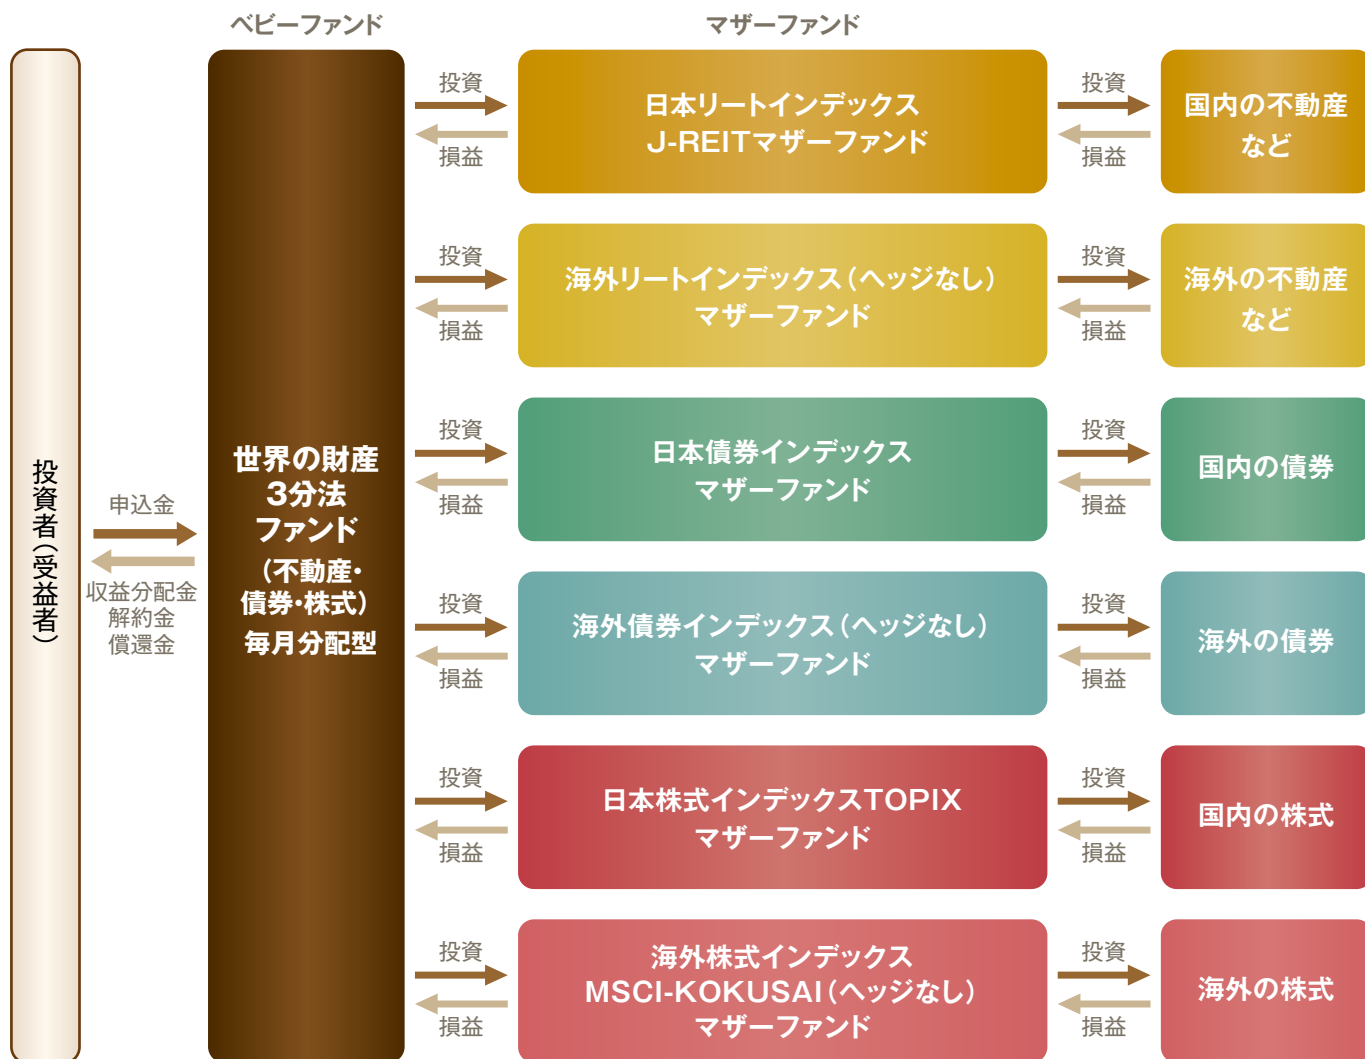 ベビーファンド
マザーファンド
投資者（受益者）
申込金
収益分配金
解約金
償還金
世界の財産
3分法
ファンド
（不動産・
債券・株式）
毎月分配型
投資
損益
日本リートインデックス
J-REITマザーファンド
投資
損益
国内の不動産
など
投資
損益
海外リートインデックス（ヘッジなし）
マザーファンド
投資
損益
海外の不動産
など
投資
損益
日本債券インデックス
マザーファンド
投資
損益
国内の債券
投資
損益
海外債券インデックス（ヘッジなし）
マザーファンド
投資
損益
海外の債券
投資
損益
日本株式インデックスTOPIX
マザーファンド
投資
損益
国内の株式
投資
損益
海外株式インデックス
MSCI-KOKUSAI（ヘッジなし）
マザーファンド
投資
損益
海外の株式